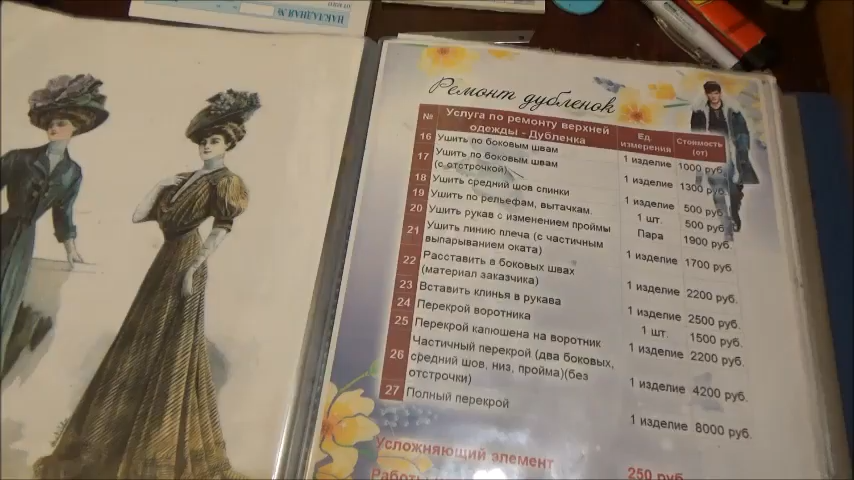 НАКЛАДНАЯ №
Ремонт дубленок
№ Услуга по ремонту верхней одежды - Дубленка Ед измерения Стоимость (от)
16 Ушить по боковым швам 1 изделие 1000 руб.
17 Ушить по боковым швам (с отстрочкой) 1 изделие 1300 руб.
18 Ушить средний шов спинки 1 изделие 500 руб.
19 Ушить по рельефам, вытачкам. 1 шт. 500 руб.
20 Ушить рукав с изменением проймы Пара 1900 руб.
21 Ушить линию плеча (с частичным выпарыванием оката) 1 изделие 1700 руб.
22 Расставить в боковых швах (материал заказчика) 1 изделие 2200 руб.
23 Вставить клинья в рукава 1 изделие 2500 руб.
24 Перекрой воротника 1 шт. 1500 руб.
25 Перекрой капюшена на воротник 1 изделие 2200 руб.
26 Частичный перекрой (два боковых, средний шов, низ, пройма)(без отстрочки) 1 изделие 4200 руб.
27 Полный перекрой 1 изделие 8000 руб.
Усложняющий элемент 250 руб.
Работы